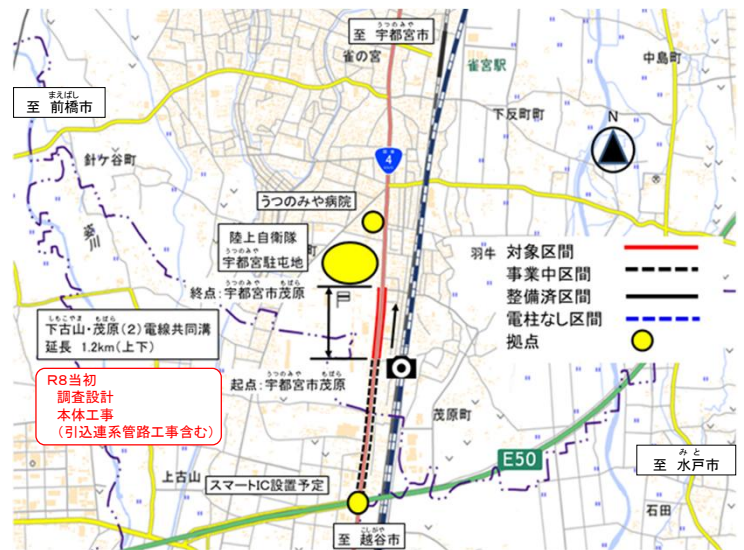 うつのみや
至 宇都宮市
雀の宮
雀宮駅
中島町
まえばし
至 前橋市
下反町町
N
国道
4
針ケ谷町
姿川
うつのみや病院
陸上自衛隊
うつのみや
宇都宮駐屯地
町
羽牛
対象区間
事業中区間
整備済区間
電柱なし区間
拠点
うつのみや もばら
終点:宇都宮市茂原
しもこやま もばら
下古山・茂原(2)電線共同溝
延長 1.2km(上下)
うつのみや もばら
起点:宇都宮市茂原
R8当初
調査設計
本体工事
(引込連系管路工事含む)
茂原町
E50
みと
至 水戸市
上古山
スマートIC設置予定
石田
こしがや
至 越谷市